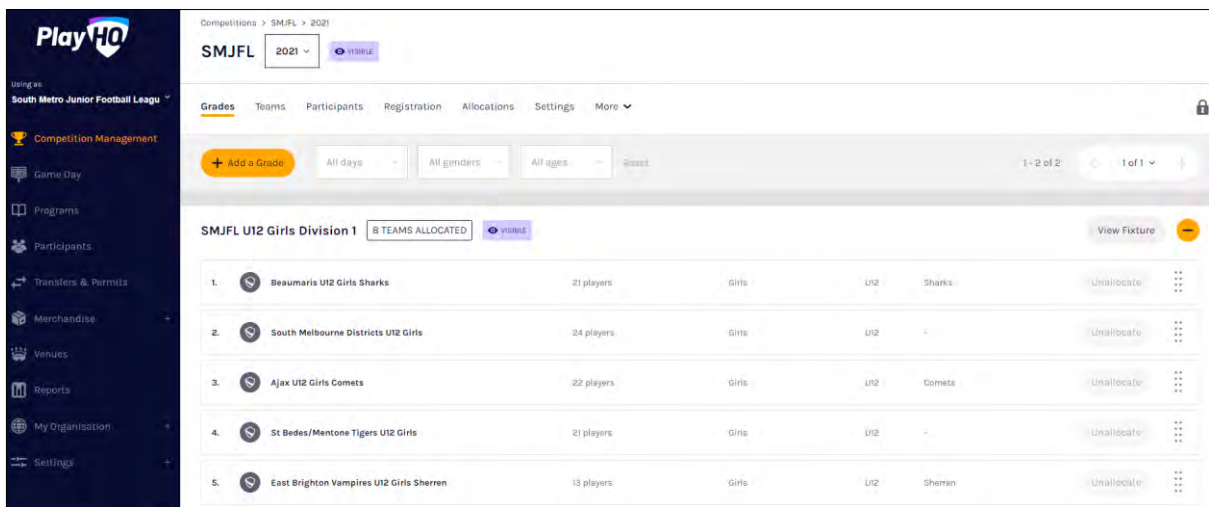 PlayHQ
Using as
South Metro Junior Football Leagu
Competition Management
Game Day
Programs
Participants
Transfers & Permits
Merchandise +
Venues
Reports
My Organisation +
Settings +
Competitions > SMJFL > 2021
SMJFL 2021 VISIBLE
Grades Teams Participants Registration Allocations Settings More
+ Add a Grade All days All genders All ages Reset 1 - 2 of 2 1 of 1
SMJFL U12 Girls Division 1 8 TEAMS ALLOCATED VISIBLE View Fixture
1. Beaumaris U12 Girls Sharks 21 players Girls U12 Sharks Unallocate
2. South Melbourne Districts U12 Girls 24 players Girls U12 - Unallocate
3. Ajax U12 Girls Comets 22 players Girls U12 Comets Unallocate
4. St Bedes/Mentone Tigers U12 Girls 21 players Girls U12 - Unallocate
5. East Brighton Vampires U12 Girls Sherren 13 players Girls U12 Sherren Unallocate